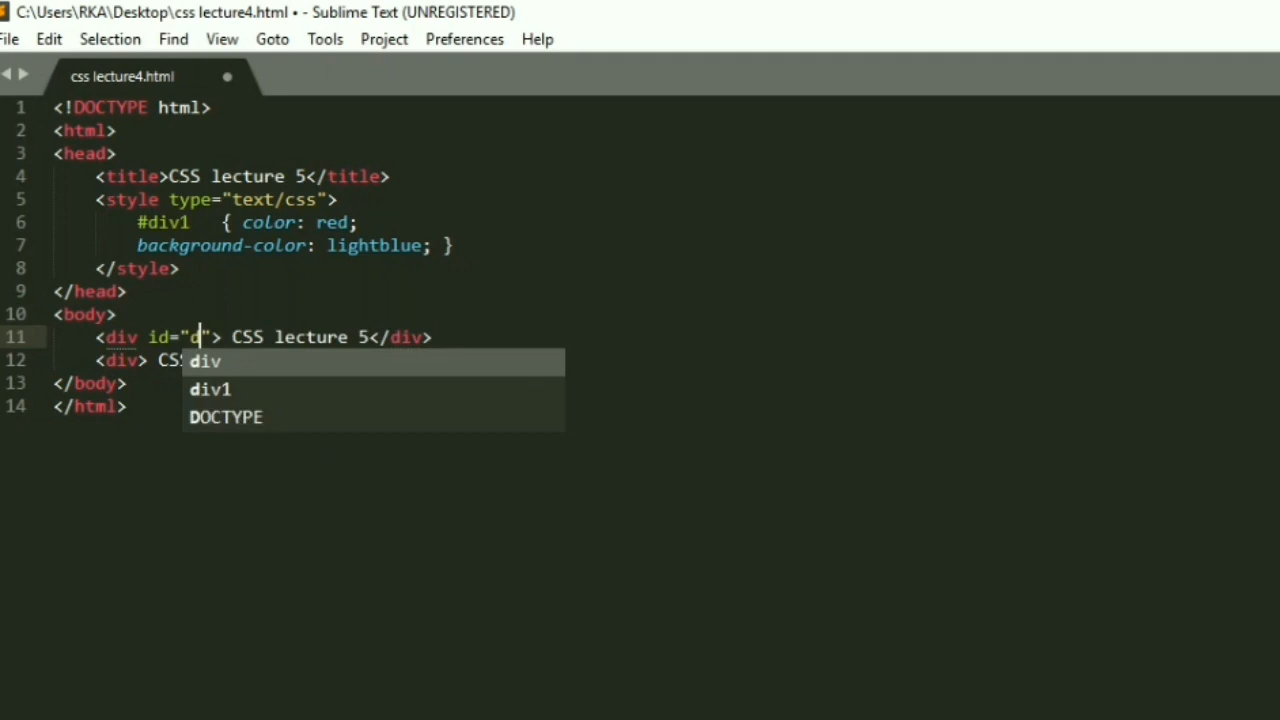 C:\Users\RKA\Desktop\css lecture4.html • - Sublime Text (UNREGISTERED)
File Edit Selection Find View Goto Tools Project Preferences Help
css lecture4.html
1 <!DOCTYPE html>
2 <html>
3 <head>
4 <title>CSS lecture 5</title>
5 <style type="text/css">
6 #div1 { color: red;
7 background-color: lightblue; }
8 </style>
9 </head>
10 <body>
11 <div id="d"> CSS lecture 5</div>
12 <div> CSS
div
13 </body>
div1
14 </html>
DOCTYPE